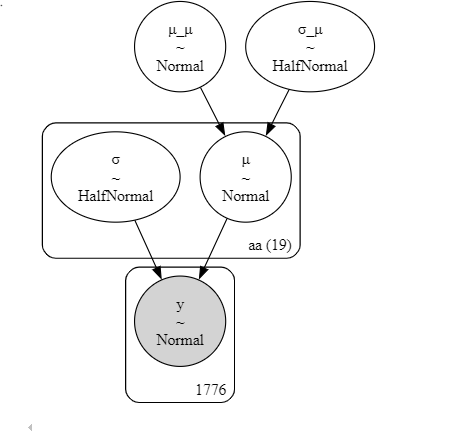 μ_μ
~
Normal
σ_μ
~
HalfNormal
σ
~
HalfNormal
μ
~
Normal
aa (19)
y
~
Normal
1776